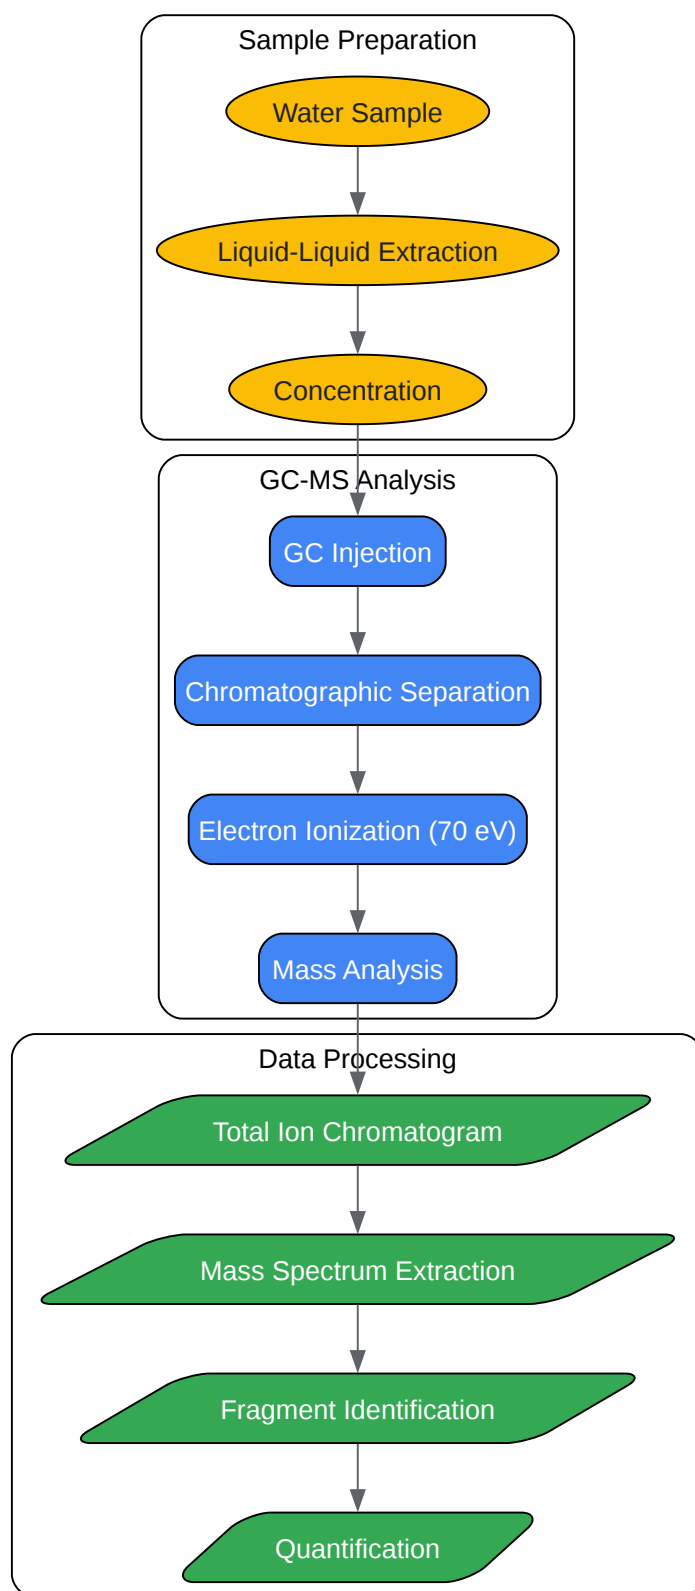 Sample Preparation
Water Sample
Liquid-Liquid Extraction
Concentration
GC-MS Analysis
GC Injection
Chromatographic Separation
Electron Ionization (70 eV)
Mass Analysis
Data Processing
Total Ion Chromatogram
Mass Spectrum Extraction
Fragment Identification
Quantification